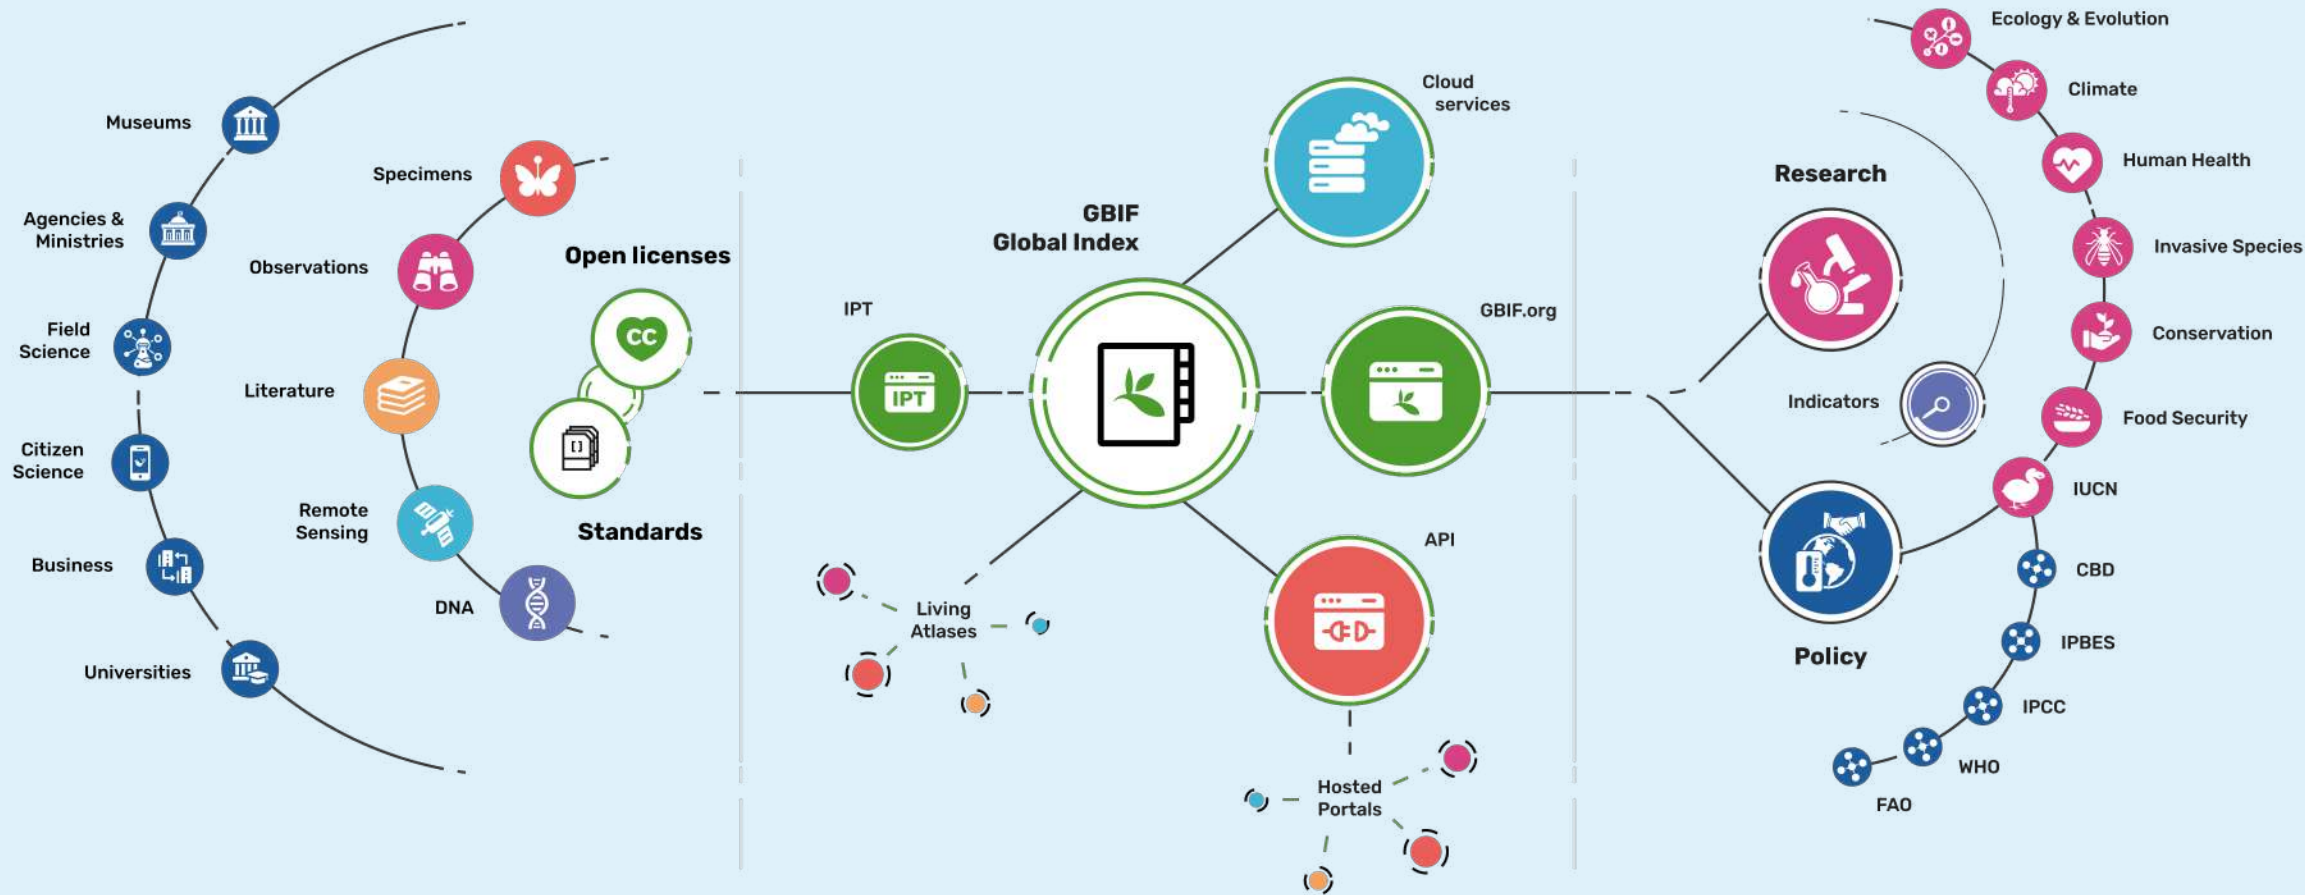 Museums
Agencies &
Ministries
Field
Science
Citizen
Science
Business
Universities
Specimens
Observations
Literature
Remote
Sensing
DNA
Open licenses
CC
[ ]
Standards
IPT
IPT
GBIF
Global Index
Cloud
services
GBIF.org
API
Living
Atlases
Hosted
Portals
Research
Indicators
Policy
Ecology & Evolution
Climate
Human Health
Invasive Species
Conservation
Food Security
IUCN
CBD
IPBES
IPCC
WHO
FAO